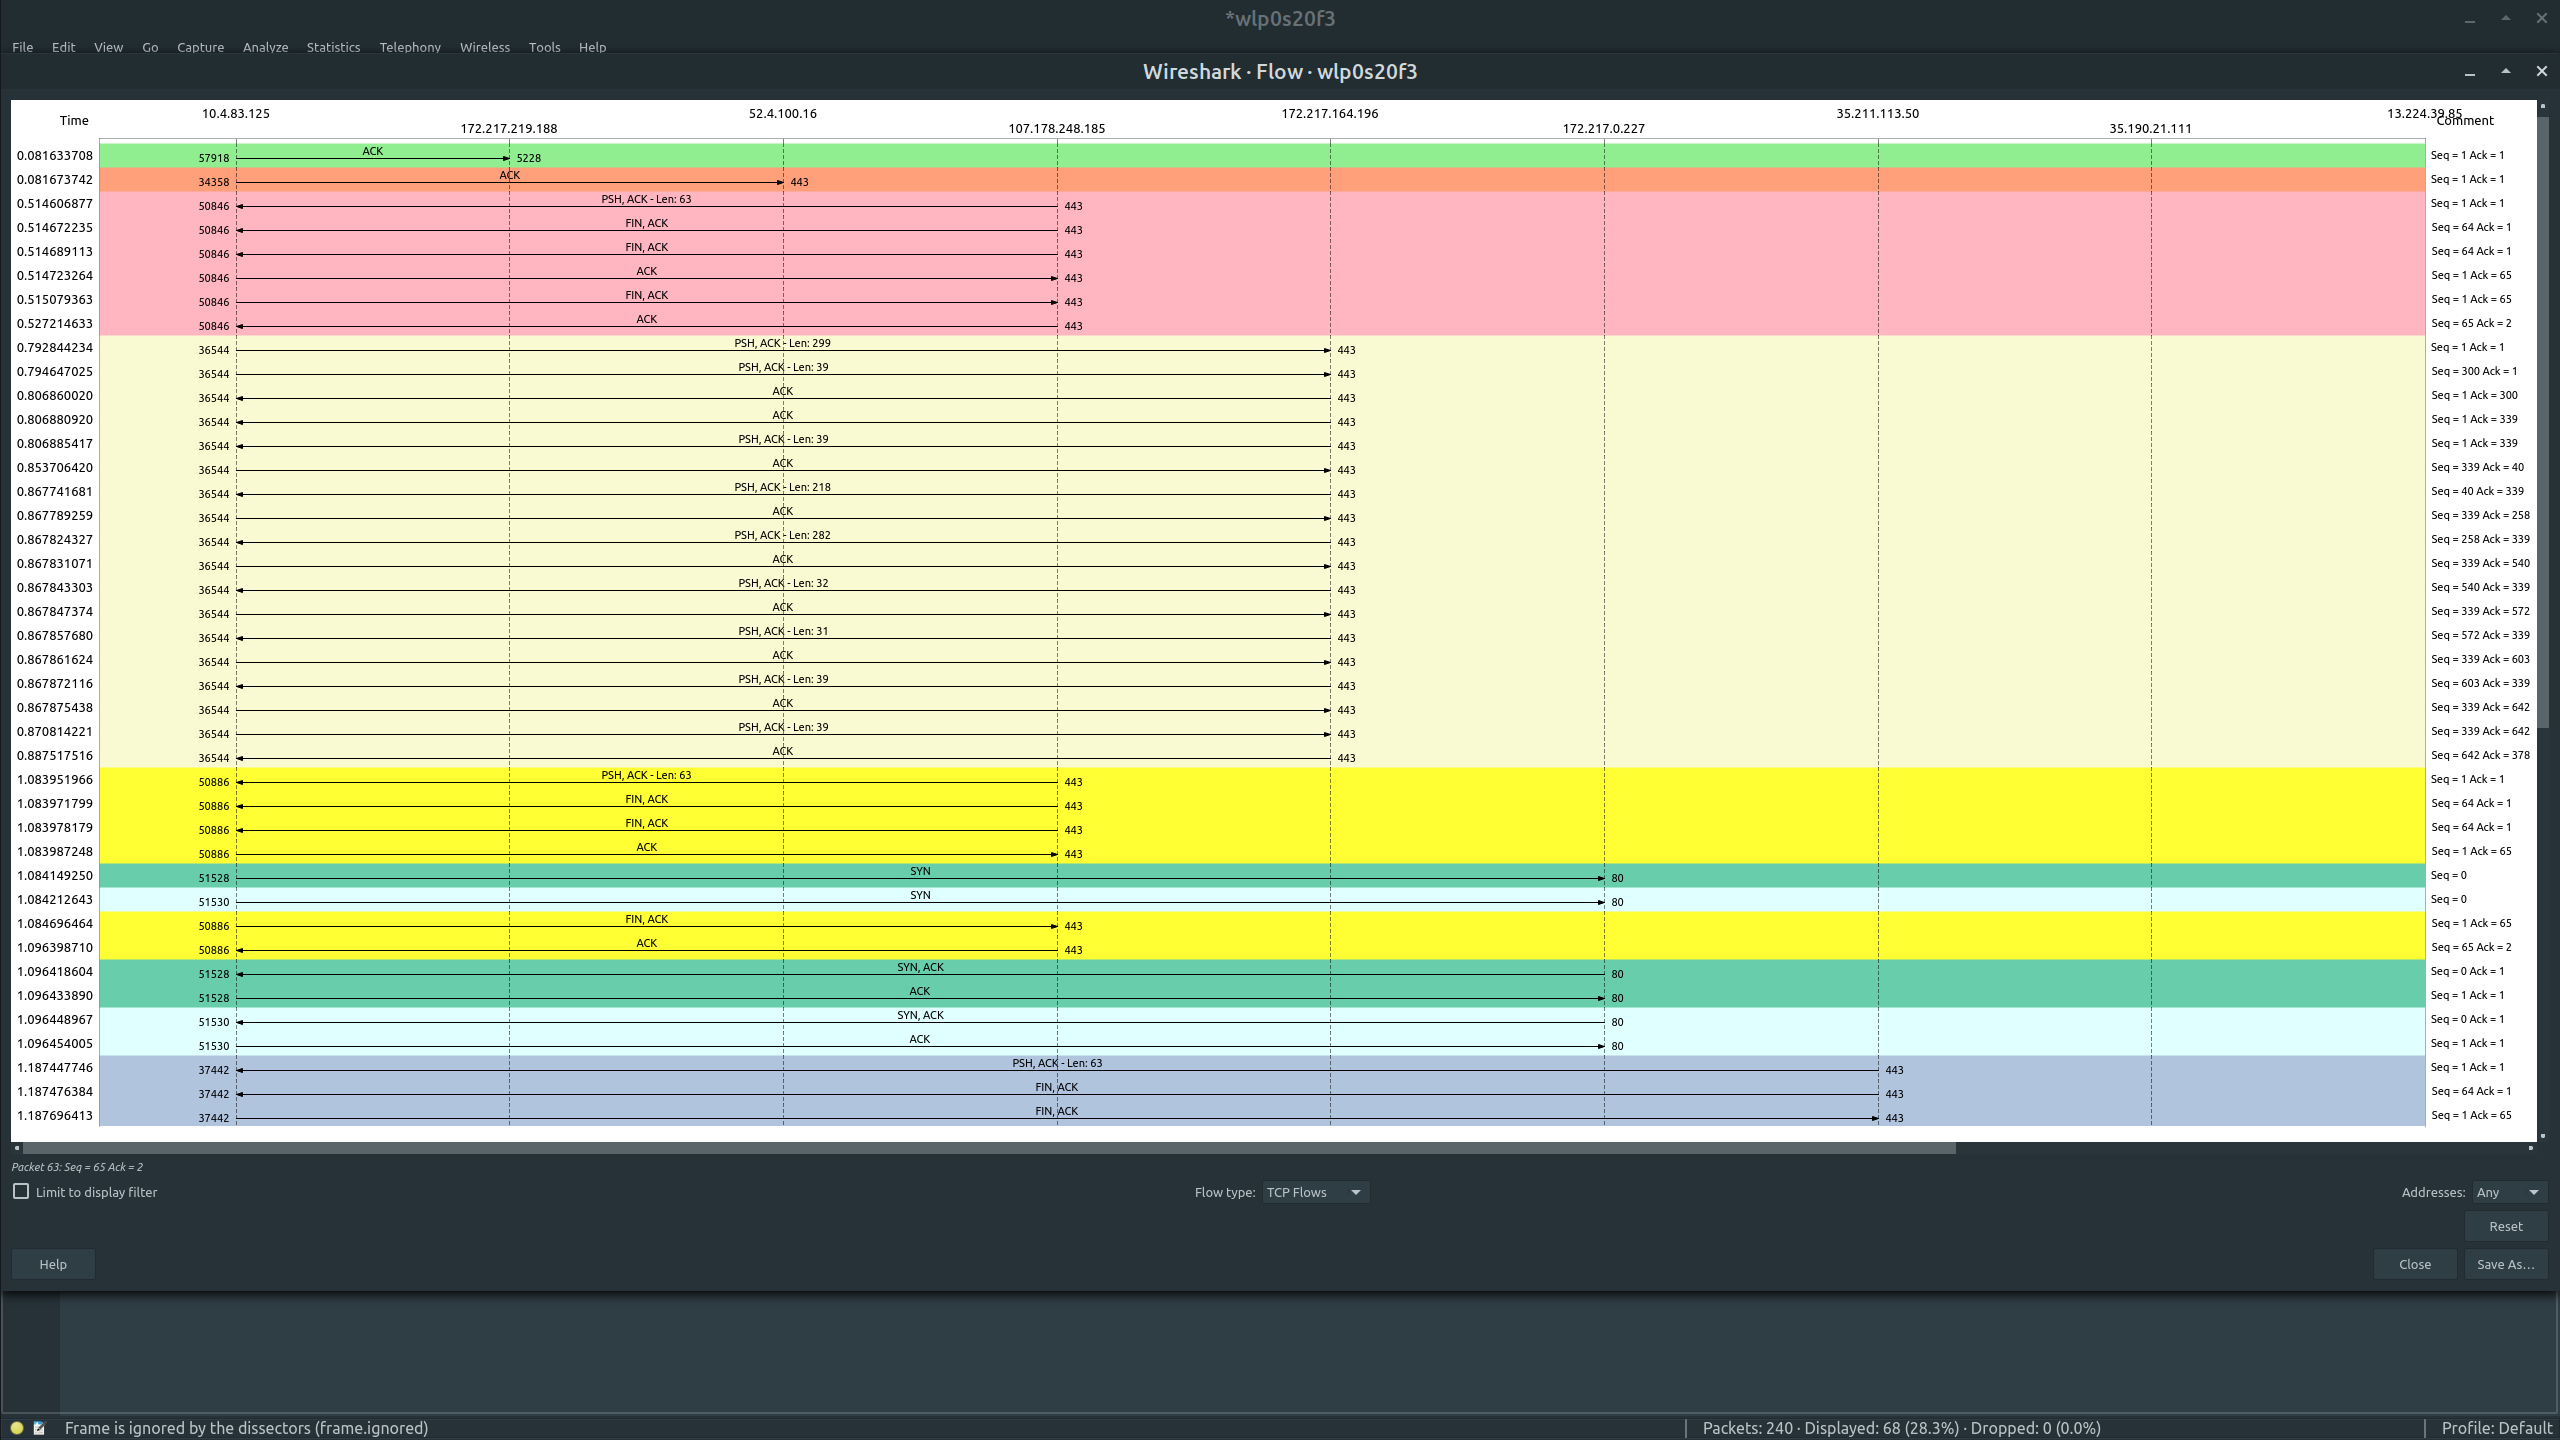 *wlp0s20f3
File Edit View Go Capture Analyze Statistics Telephony Wireless Tools Help
Wireshark · Flow · wlp0s20f3
10.4.83.125 52.4.100.16 172.217.164.196 35.211.113.50 13.224.39.85
Time 172.217.219.188 107.178.248.185 172.217.0.227 35.190.21.111 Comment
0.081633708 57918 ACK 5228 Seq = 1 Ack = 1
0.081673742 34358 ACK 443 Seq = 1 Ack = 1
0.514606877 50846 PSH, ACK - Len: 63 443 Seq = 1 Ack = 1
0.514672235 50846 FIN, ACK 443 Seq = 64 Ack = 1
0.514689113 50846 FIN, ACK 443 Seq = 64 Ack = 1
0.514723264 50846 ACK 443 Seq = 1 Ack = 65
0.515079363 50846 FIN, ACK 443 Seq = 1 Ack = 65
0.527214633 50846 ACK 443 Seq = 65 Ack = 2
0.792844234 36544 PSH, ACK - Len: 299 443 Seq = 1 Ack = 1
0.794647025 36544 PSH, ACK - Len: 39 443 Seq = 300 Ack = 1
0.806860020 36544 ACK 443 Seq = 1 Ack = 300
0.806880920 36544 ACK 443 Seq = 1 Ack = 339
0.806885417 36544 PSH, ACK - Len: 39 443 Seq = 1 Ack = 339
0.853706420 36544 ACK 443 Seq = 339 Ack = 40
0.867741681 36544 PSH, ACK - Len: 218 443 Seq = 40 Ack = 339
0.867789259 36544 ACK 443 Seq = 339 Ack = 258
0.867824327 36544 PSH, ACK - Len: 282 443 Seq = 258 Ack = 339
0.867831071 36544 ACK 443 Seq = 339 Ack = 540
0.867843303 36544 PSH, ACK - Len: 32 443 Seq = 540 Ack = 339
0.867847374 36544 ACK 443 Seq = 339 Ack = 572
0.867857680 36544 PSH, ACK - Len: 31 443 Seq = 572 Ack = 339
0.867861624 36544 ACK 443 Seq = 339 Ack = 603
0.867872116 36544 PSH, ACK - Len: 39 443 Seq = 603 Ack = 339
0.867875438 36544 ACK 443 Seq = 339 Ack = 642
0.870814221 36544 PSH, ACK - Len: 39 443 Seq = 339 Ack = 642
0.887517516 36544 ACK 443 Seq = 642 Ack = 378
1.083951966 50886 PSH, ACK - Len: 63 443 Seq = 1 Ack = 1
1.083971799 50886 FIN, ACK 443 Seq = 64 Ack = 1
1.083978179 50886 FIN, ACK 443 Seq = 64 Ack = 1
1.083987248 50886 ACK 443 Seq = 1 Ack = 65
1.084149250 51528 SYN 80 Seq = 0
1.084212643 51530 SYN 80 Seq = 0
1.084696464 50886 FIN, ACK 443 Seq = 1 Ack = 65
1.096398710 50886 ACK 443 Seq = 65 Ack = 2
1.096418604 51528 SYN, ACK 80 Seq = 0 Ack = 1
1.096433890 51528 ACK 80 Seq = 1 Ack = 1
1.096448967 51530 SYN, ACK 80 Seq = 0 Ack = 1
1.096454005 51530 ACK 80 Seq = 1 Ack = 1
1.187447746 37442 PSH, ACK - Len: 63 443 Seq = 1 Ack = 1
1.187476384 37442 FIN, ACK 443 Seq = 64 Ack = 1
1.187696413 37442 FIN, ACK 443 Seq = 1 Ack = 65
Packet 63: Seq = 65 Ack = 2
Limit to display filter Flow type: TCP Flows Addresses: Any
Reset
Help Close Save As...
Frame is ignored by the dissectors (frame.ignored) Packets: 240 · Displayed: 68 (28.3%) · Dropped: 0 (0.0%) Profile: Default